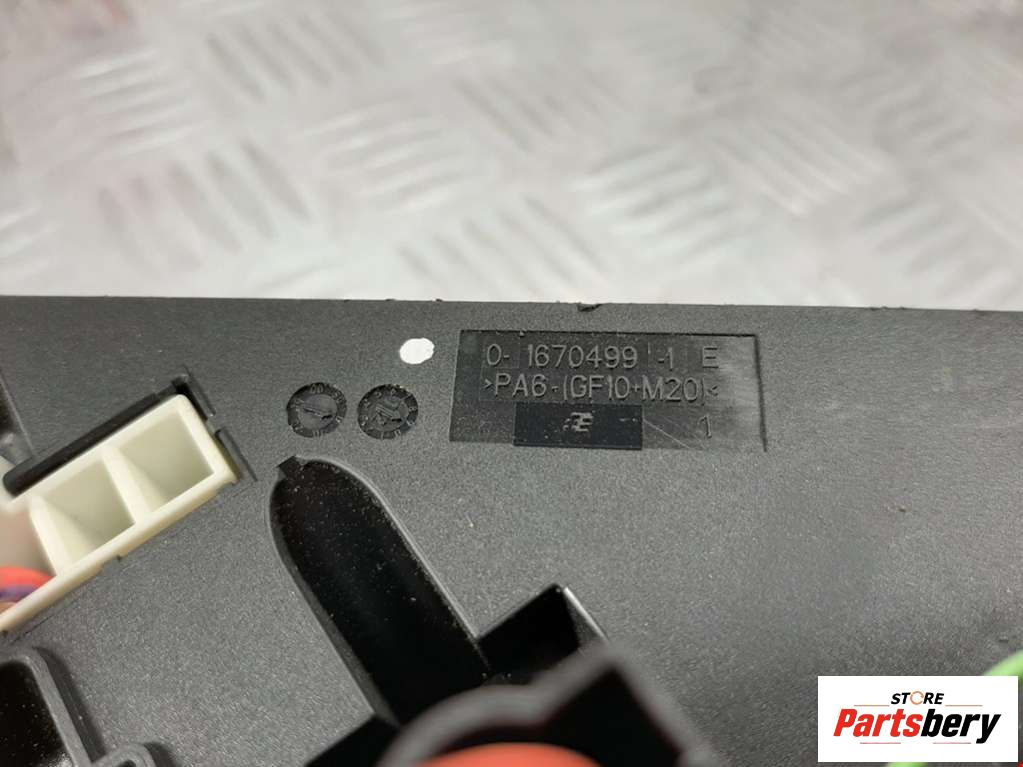 0- 1670499 -1 E
>PA6-(GF10+M20)<
1
STORE
Partsbery